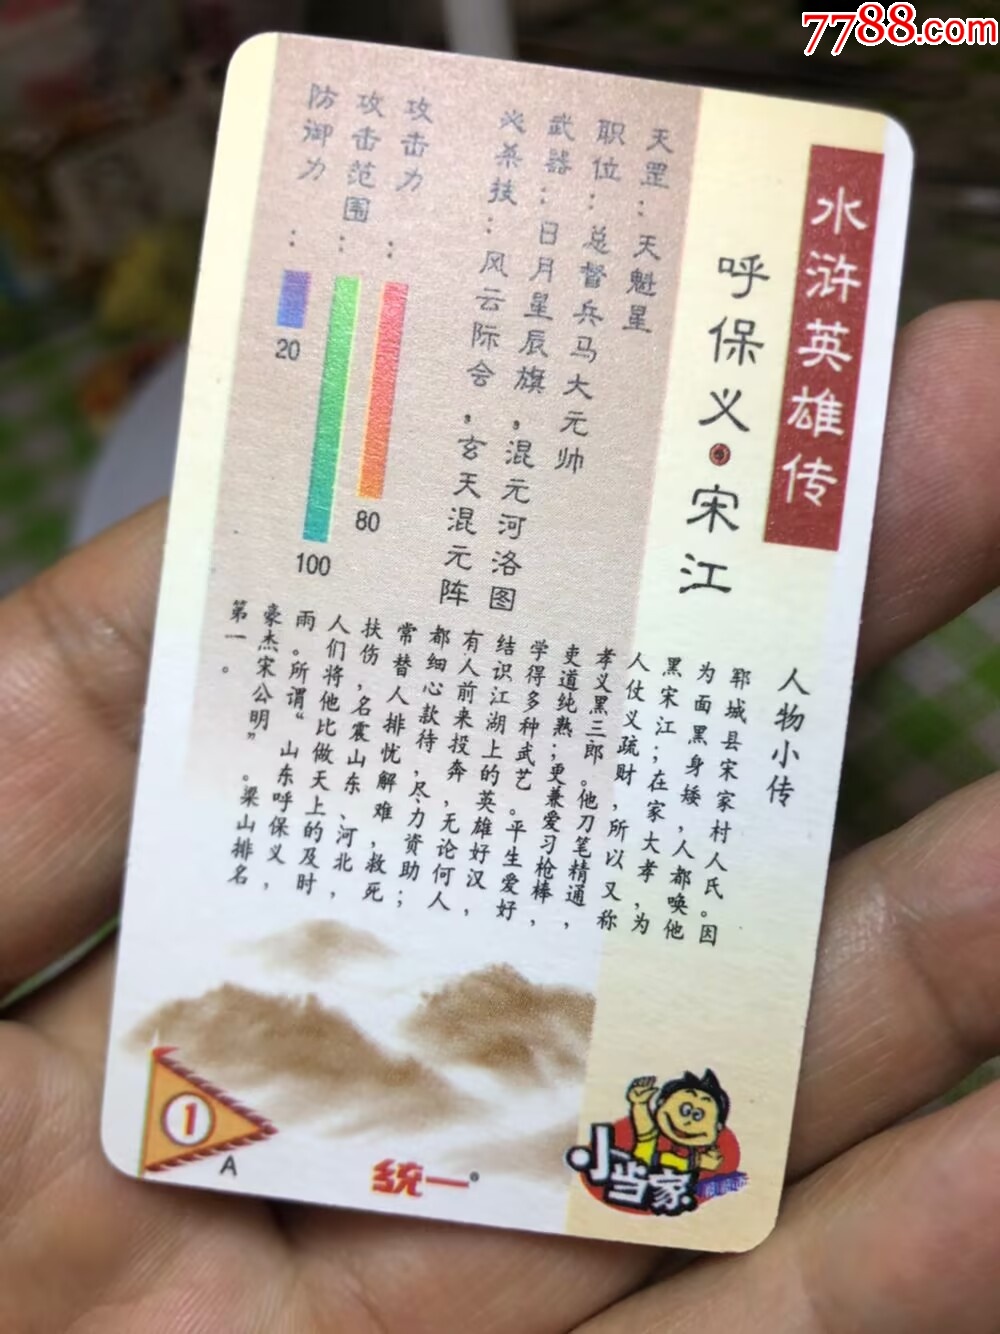 7788.com
水浒英雄传
呼保义·宋江
天罡：天魁星
职位：总督兵马大元帅
武器：日月星辰旗，混元河洛图
必杀技：风云际会，玄天混元阵
攻击力：
80
攻击范围：
100
防御力：
20
人物小传
郓城县宋家村人氏。因
为面黑身矮，人都唤他
黑宋江；在家大孝，为
人仗义疏财，所以又称
孝义黑三郎。他刀笔精通，
吏道纯熟；更兼爱习枪棒，
学得多种武艺。平生爱好
结识江湖上的英雄好汉，
有人前来投奔，无论何人
都细心款待，尽力资助；
常替人排忧解难，救死
扶伤，名震山东、河北，
人们将他比做天上的及时
雨。所谓“山东呼保义，
豪杰宋公明”。梁山排名
第一。
1
A
统一
小当家